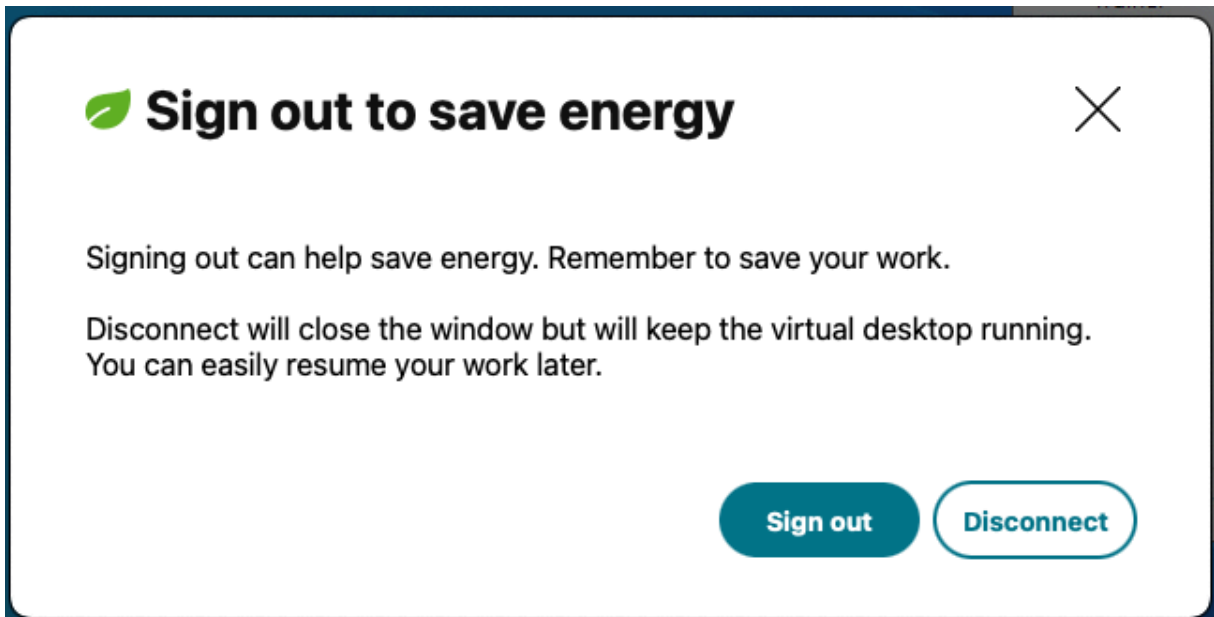 Sign out to save energy
Signing out can help save energy. Remember to save your work.
Disconnect will close the window but will keep the virtual desktop running.
You can easily resume your work later.
Sign out
Disconnect